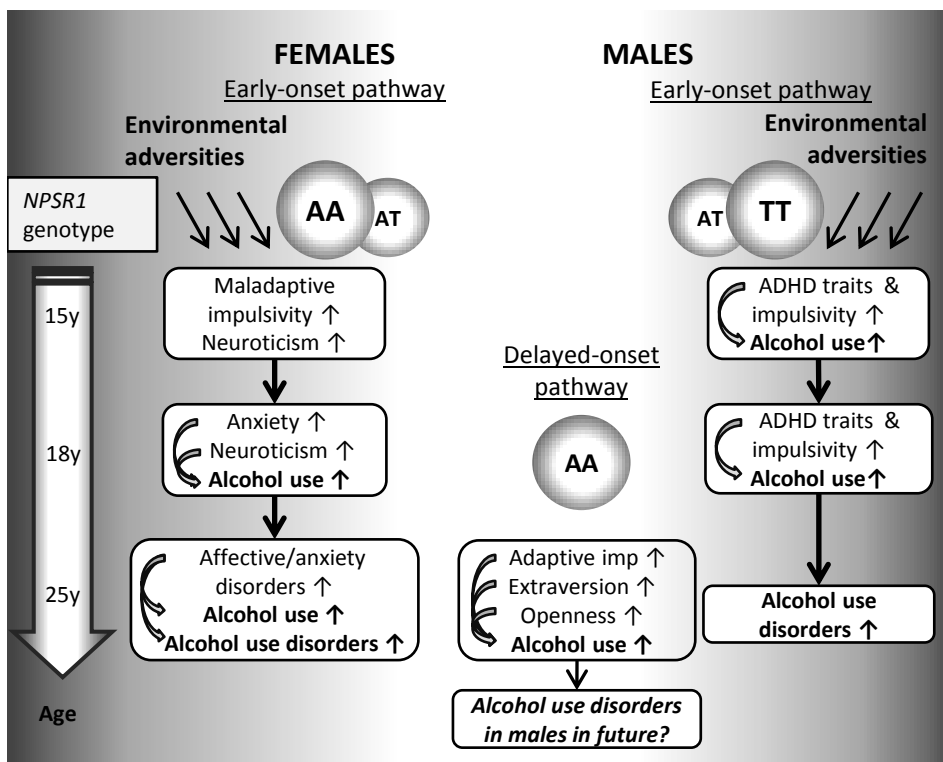 FEMALES
Early-onset pathway
Environmental
adversities
AA
AT
NPSR1
genotype
15y
18y
25y
Age
Maladaptive
impulsivity ↑
Neuroticism ↑
Anxiety ↑
Neuroticism ↑
Alcohol use ↑
Affective/anxiety
disorders ↑
Alcohol use ↑
Alcohol use disorders ↑
MALES
Early-onset pathway
Environmental
adversities
AT
TT
ADHD traits &
impulsivity ↑
Alcohol use↑
ADHD traits &
impulsivity ↑
Alcohol use↑
Alcohol use
disorders ↑
Delayed-onset
pathway
AA
Adaptive imp ↑
Extraversion ↑
Openness ↑
Alcohol use ↑
Alcohol use disorders
in males in future?